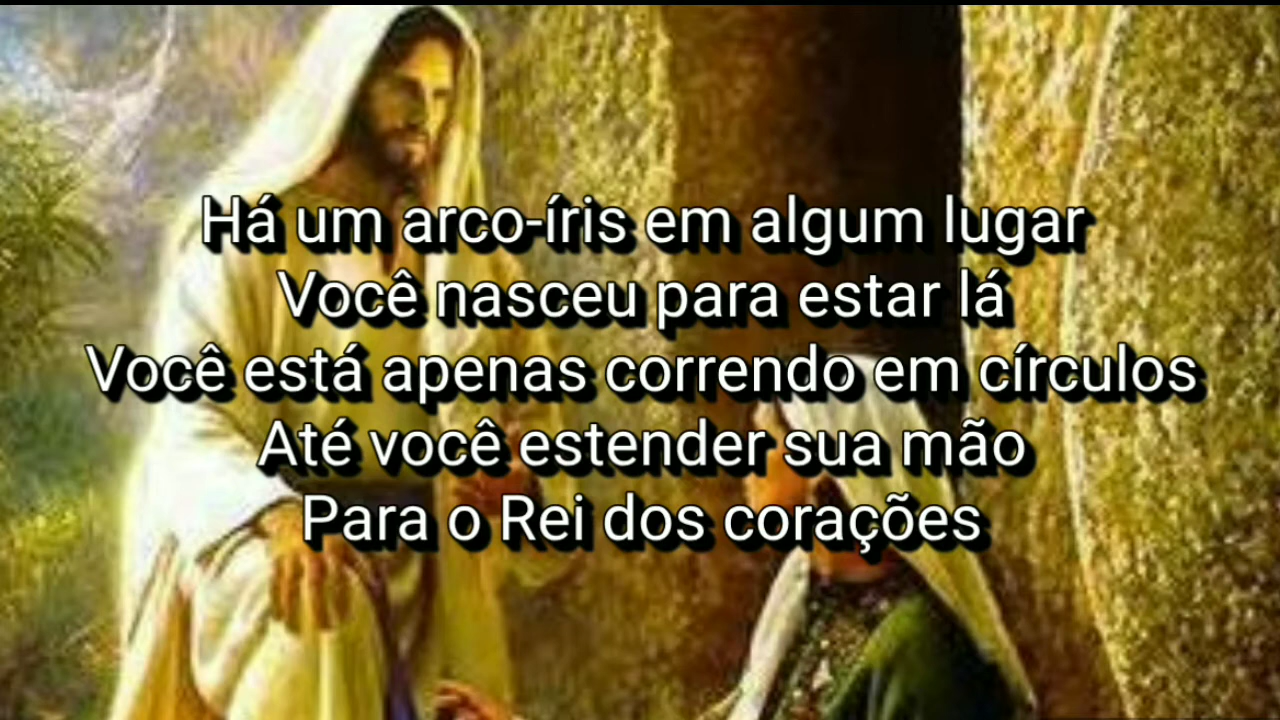 Há um arco-íris em algum lugar
Você nasceu para estar lá
Você está apenas correndo em círculos
Até você estender sua mão
Para o Rei dos corações